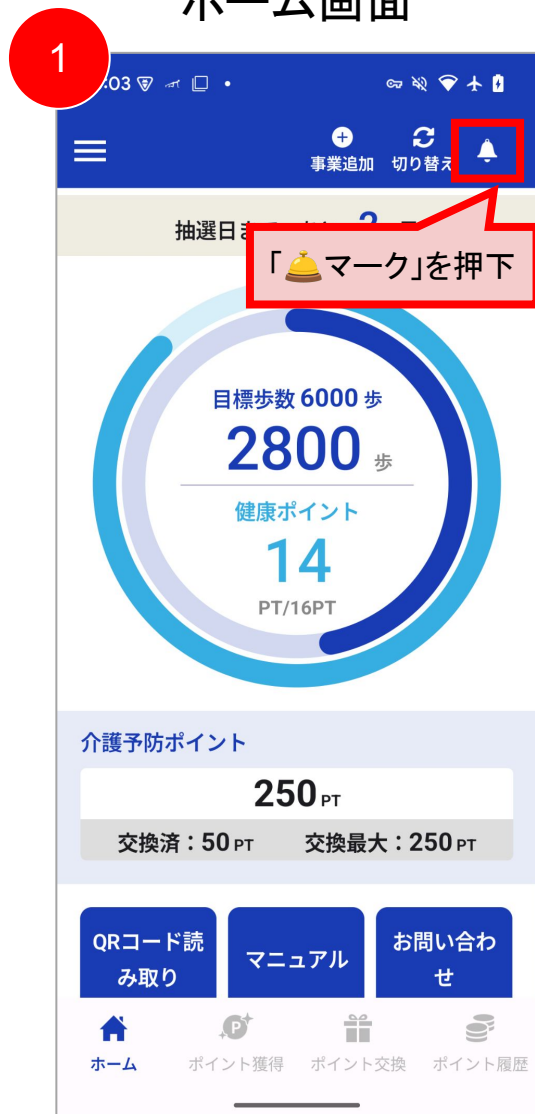 ホーム画面
1
:03
事業追加 切り替え
抽選日ま
「🛎マーク」を押下
目標歩数 6000 歩
2800 歩
健康ポイント
14
PT/16PT
介護予防ポイント
250 PT
交換済：50 PT 交換最大：250 PT
QRコード読み取り
マニュアル
お問い合わせ
ホーム ポイント獲得 ポイント交換 ポイント履歴